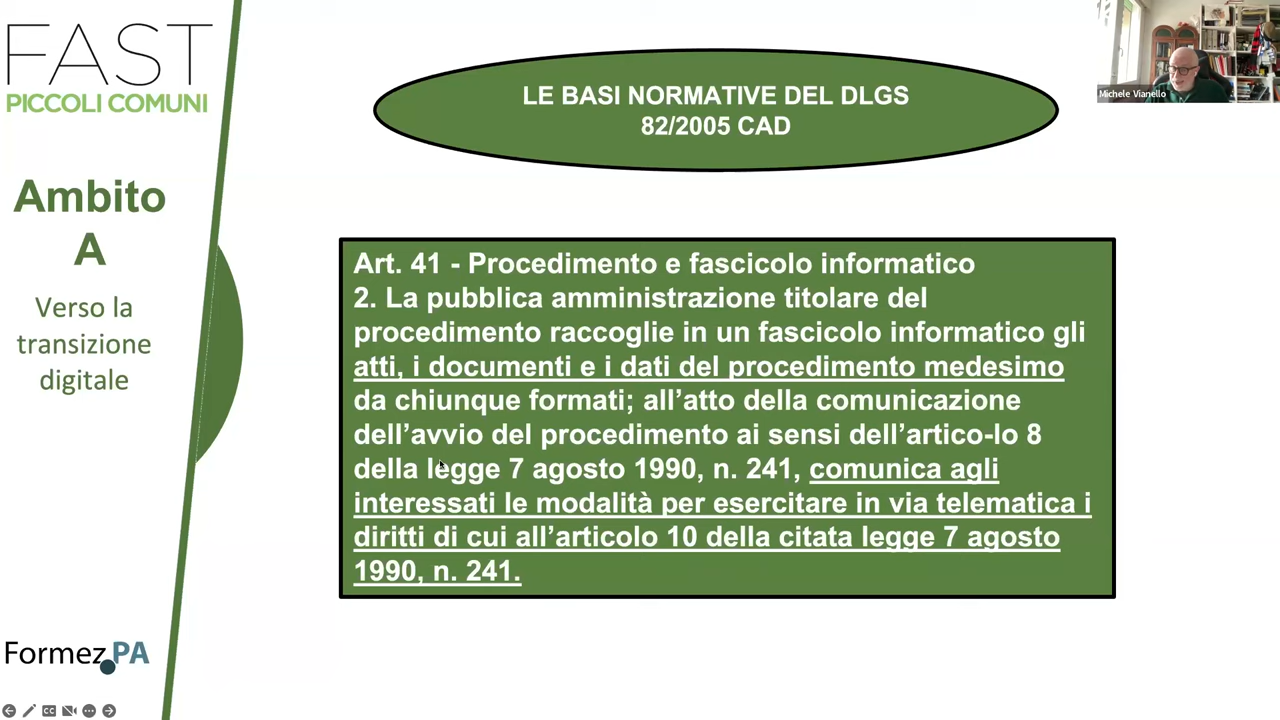 FAST
PICCOLI COMUNI
Ambito
A
Verso la
transizione
digitale
FormezPA
LE BASI NORMATIVE DEL DLGS
82/2005 CAD
Michele Vianello
Art. 41 - Procedimento e fascicolo informatico
2. La pubblica amministrazione titolare del
procedimento raccoglie in un fascicolo informatico gli
atti, i documenti e i dati del procedimento medesimo
da chiunque formati; all’atto della comunicazione
dell’avvio del procedimento ai sensi dell’artico-lo 8
della legge 7 agosto 1990, n. 241, comunica agli
interessati le modalità per esercitare in via telematica i
diritti di cui all’articolo 10 della citata legge 7 agosto
1990, n. 241.